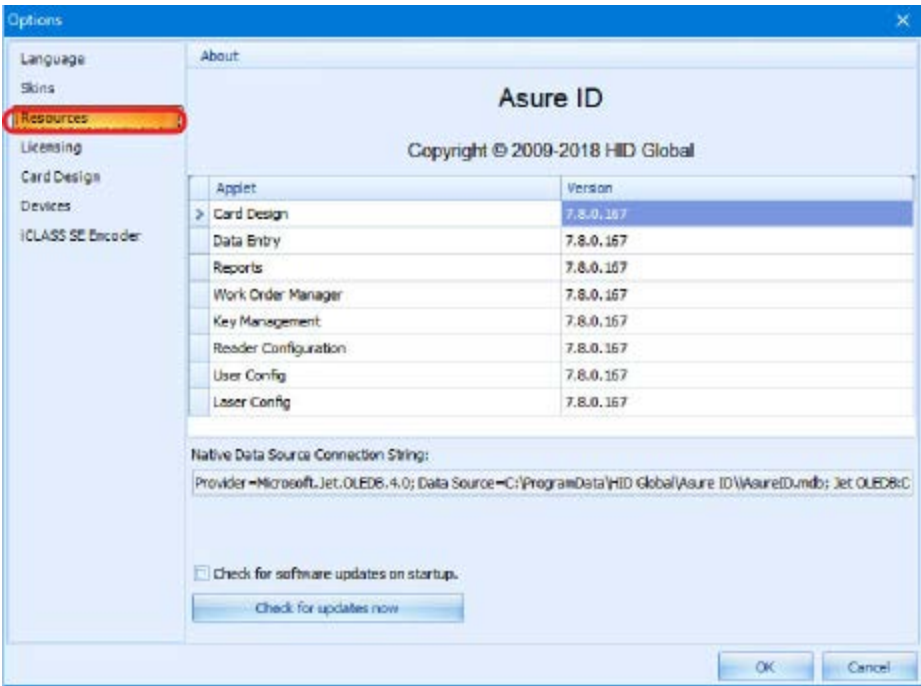 Options
Language
Skins
Resources
Licensing
Card Design
Devices
iCLASS SE Encoder
About
Asure ID
Copyright © 2009-2018 HID Global
Applet Version
Card Design 7.8.0.167
Data Entry 7.8.0.167
Reports 7.8.0.167
Work Order Manager 7.8.0.167
Key Management 7.8.0.167
Reader Configuration 7.8.0.167
User Config 7.8.0.167
Laser Config 7.8.0.167
Native Data Source Connection String:
Provider=Microsoft.Jet.OLEDB.4.0; Data Source=C:\ProgramData\HID Global\Asure ID\\AsureID.mdb; Jet OLEDB:D
Check for software updates on startup.
Check for updates now
OK Cancel